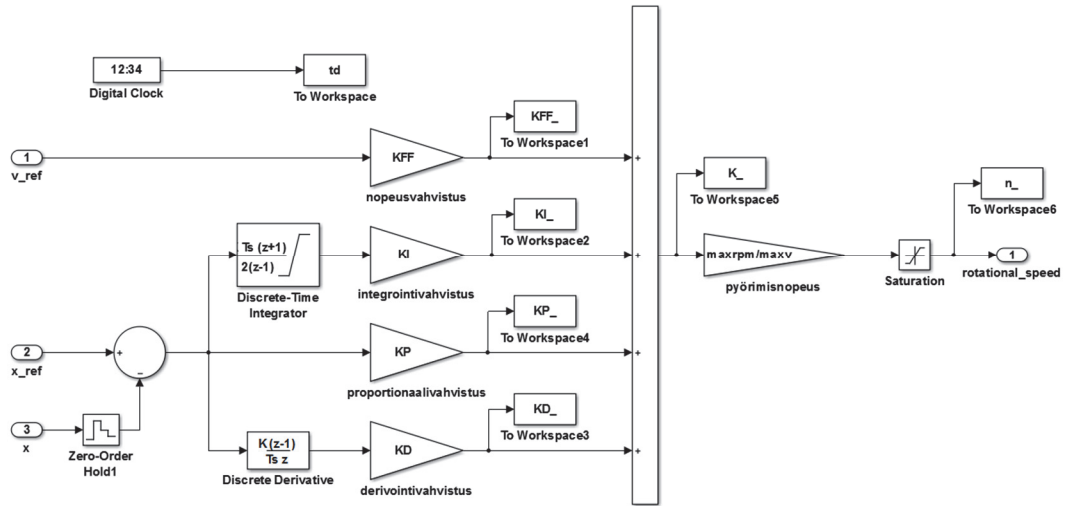 12:34
Digital Clock
td
To Workspace
1
v_ref
KFF
nopeusvahvistus
KFF_
To Workspace1
+
K_
To Workspace5
n_
To Workspace6
Ts (z+1)
2(z-1)
Discrete-Time
Integrator
KI
integrointivahvistus
KI_
To Workspace2
+
maxrpm/maxv
pyörimisnopeus
Saturation
1
rotational_speed
2
x_ref
+
-
KP
proportionaalivahvistus
KP_
To Workspace4
+
3
x
Zero-Order
Hold1
K (z-1)
Ts z
Discrete Derivative
KD
derivointivahvistus
KD_
To Workspace3
+